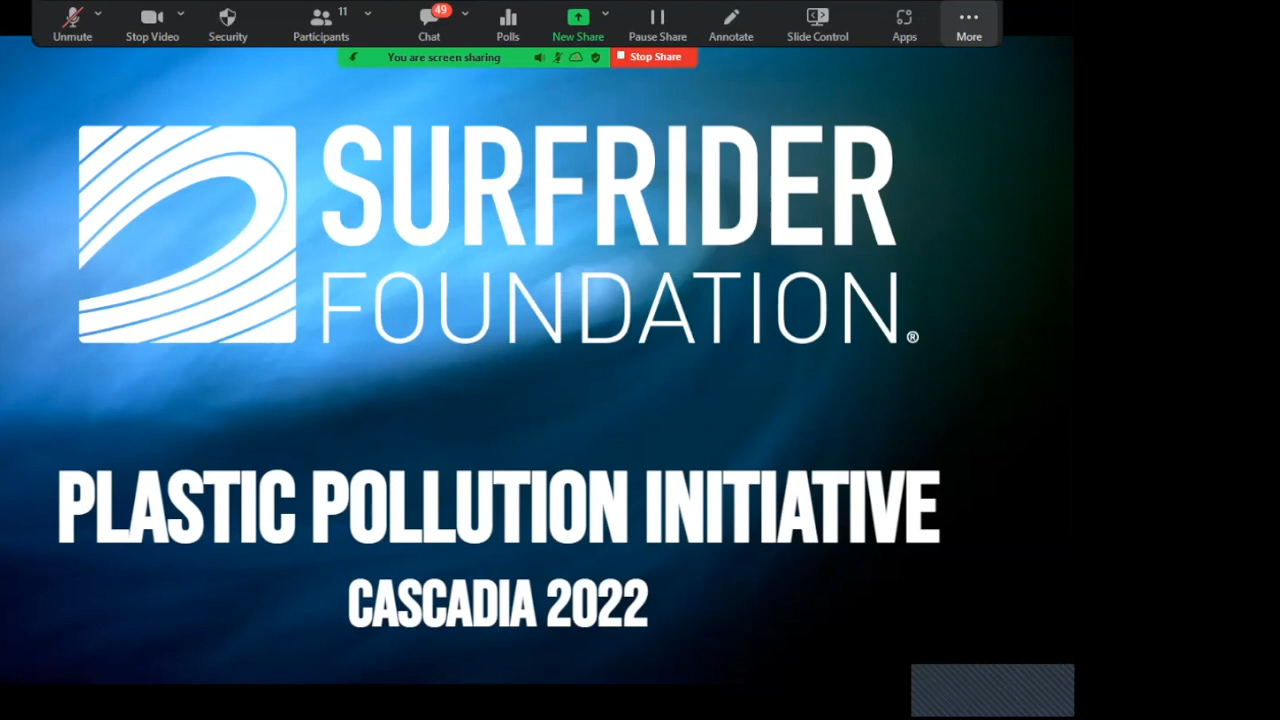 Unmute Stop Video Security Participants 11 Chat 49 Polls New Share Pause Share Annotate Slide Control Apps More
You are screen sharing Stop Share
SURFRIDER
FOUNDATION®
PLASTIC POLLUTION INITIATIVE
CASCADIA 2022